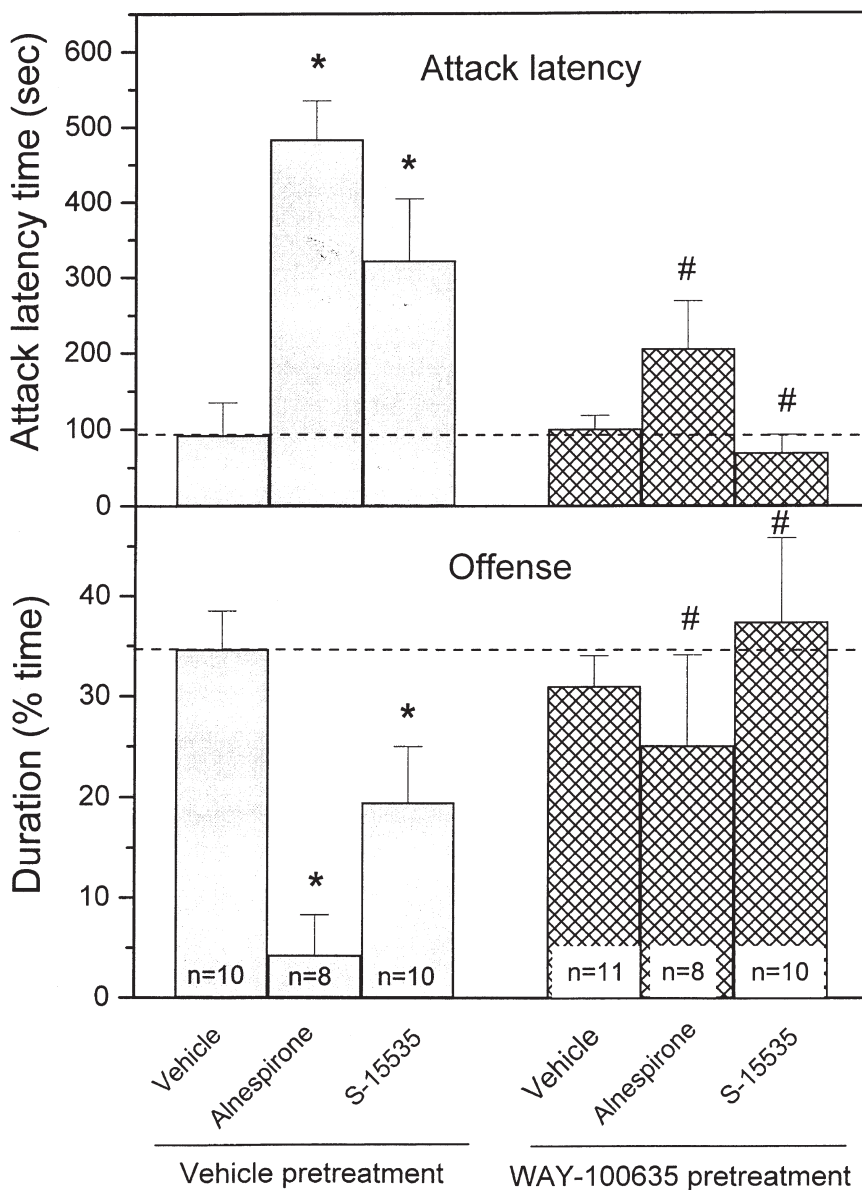 Attack latency time (sec)
600
500
400
300
200
100
0
Attack latency
*
*
#
#
Duration (% time)
40
30
20
10
0
Offense
*
*
#
#
n=10
n=8
n=10
n=11
n=8
n=10
Vehicle
Alnespirone
S-15535
Vehicle
Alnespirone
S-15535
Vehicle pretreatment
WAY-100635 pretreatment